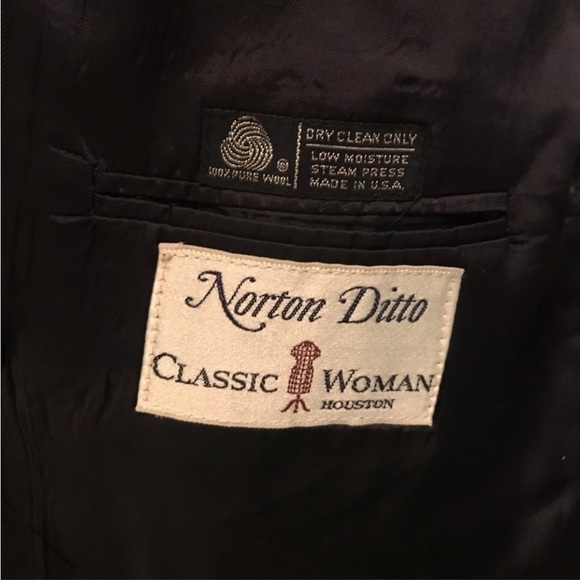 DRY CLEAN ONLY
LOW MOISTURE
STEAM PRESS
MADE IN U.S.A.
®
100% PURE WOOL
Norton Ditto
CLASSIC WOMAN
HOUSTON